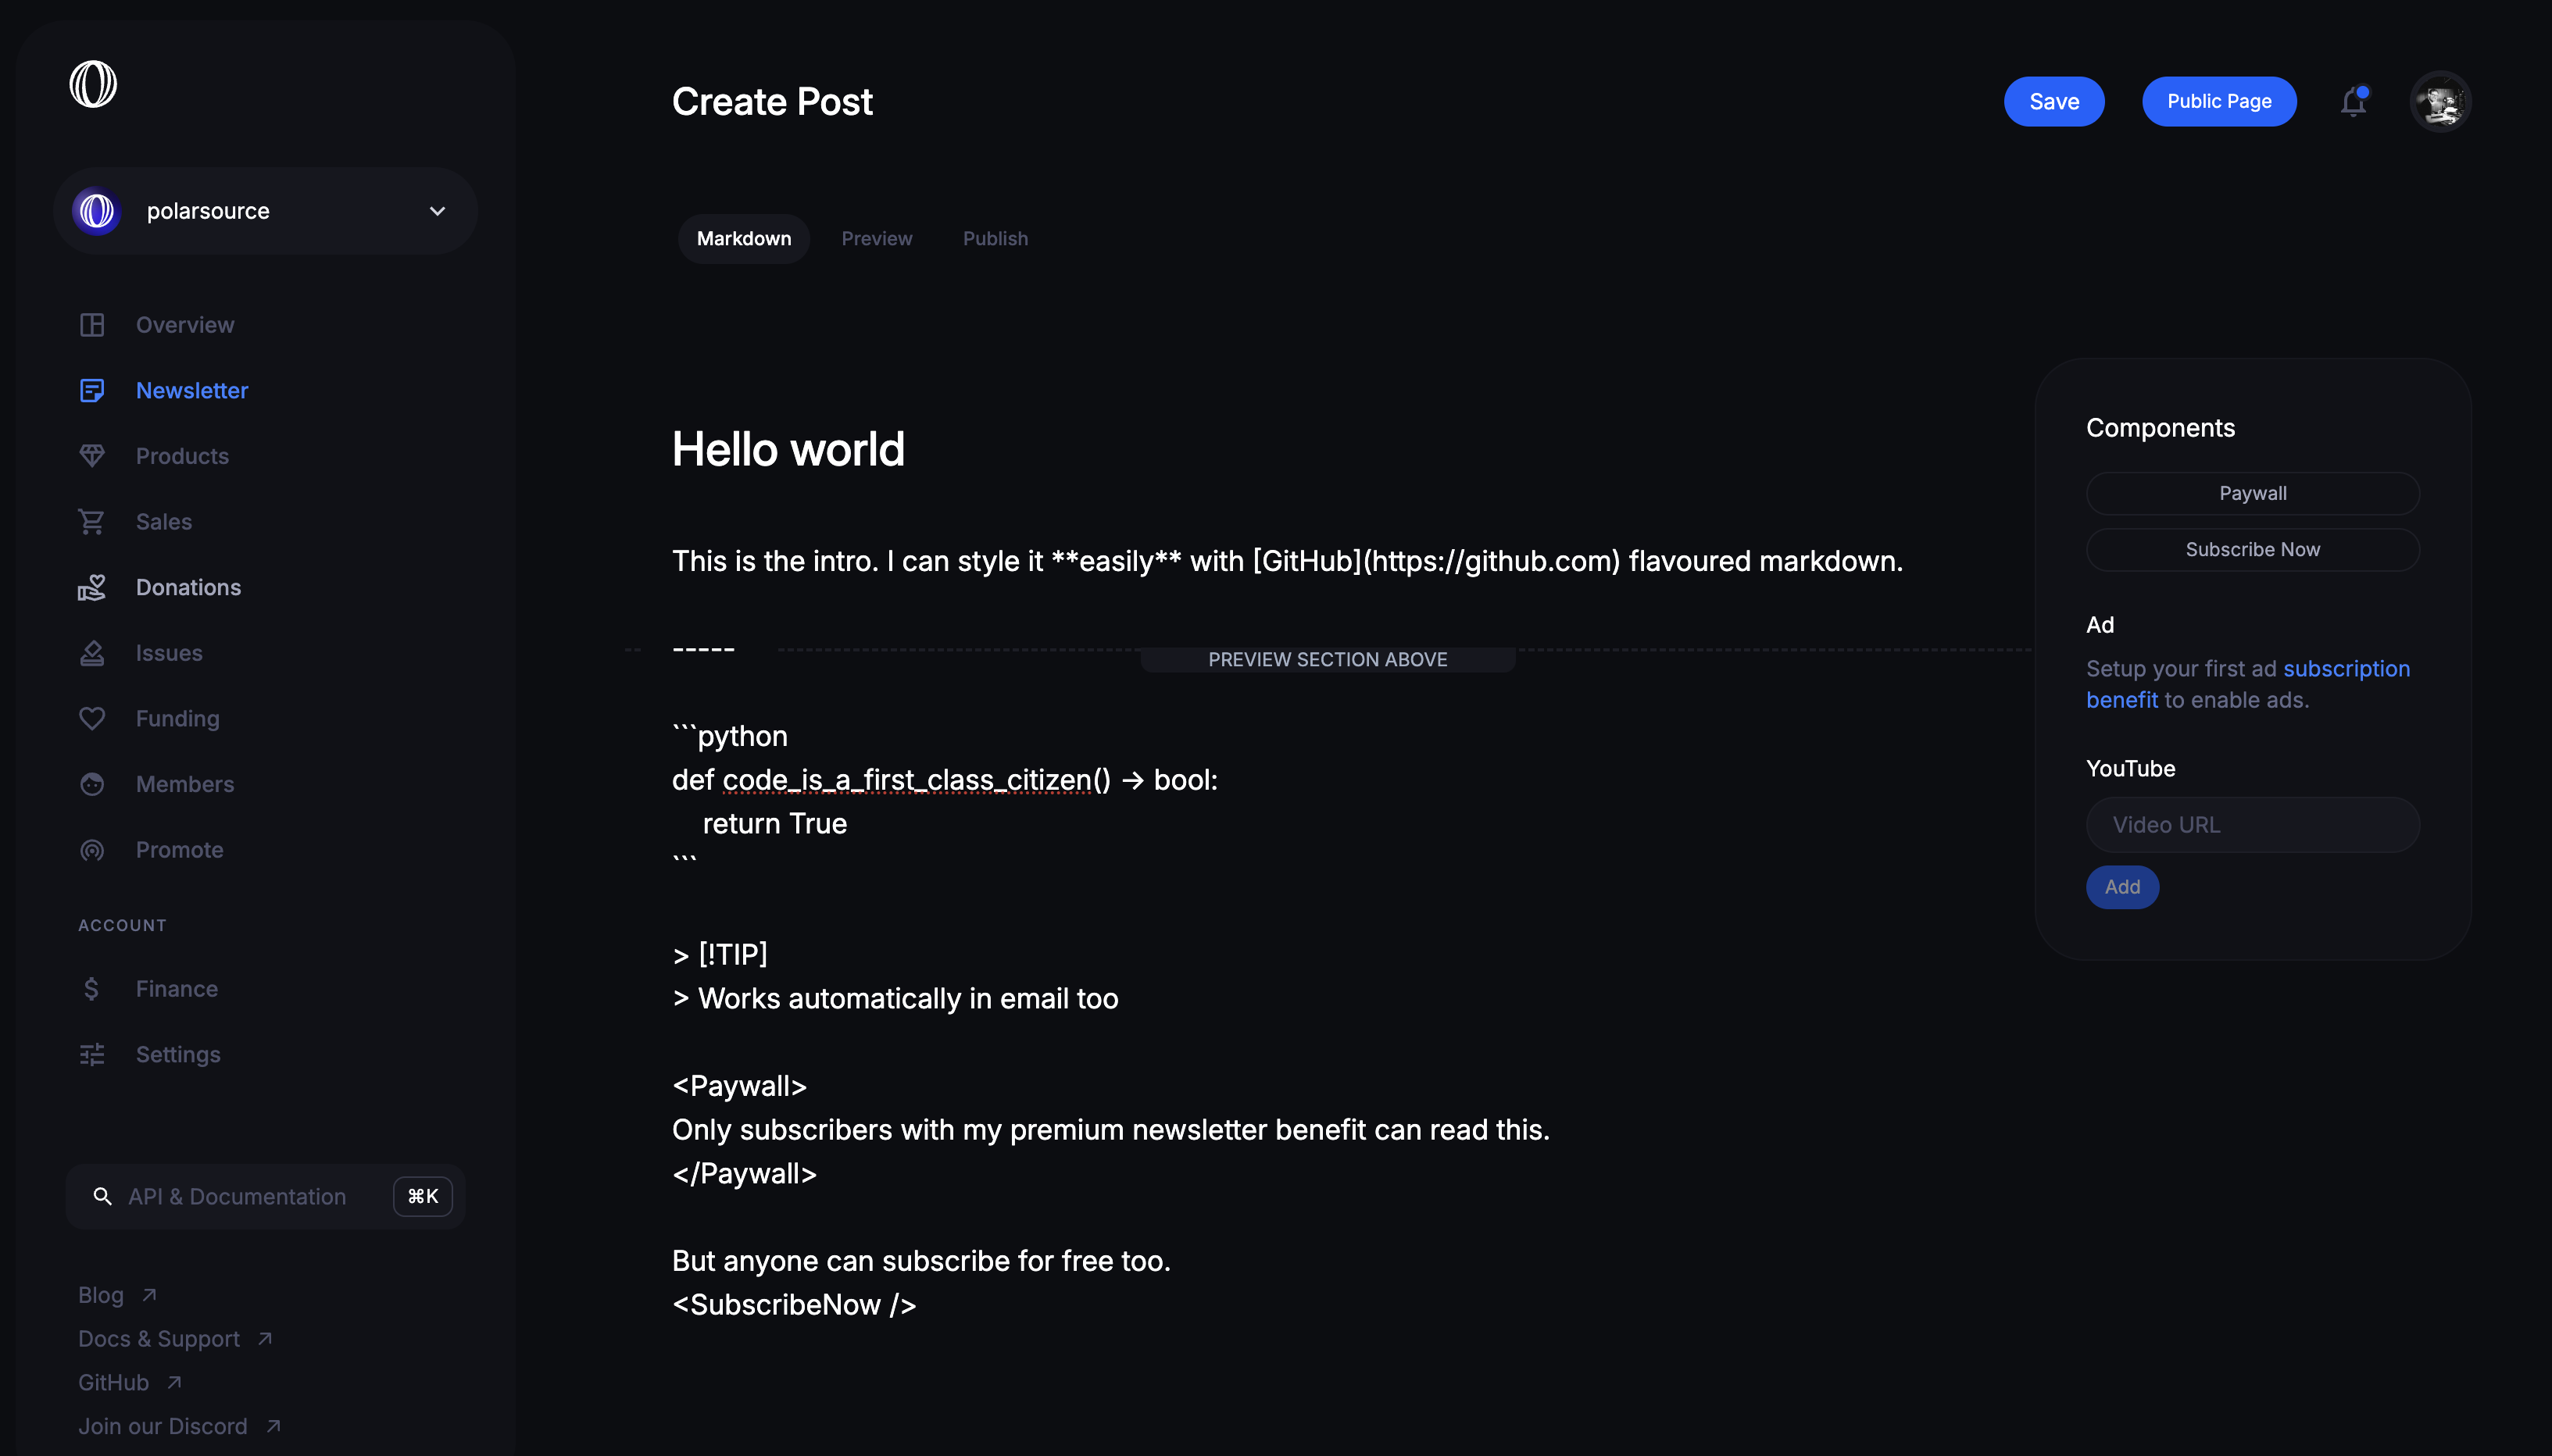 polarsource
Overview
Newsletter
Products
Sales
Donations
Issues
Funding
Members
Promote
ACCOUNT
Finance
Settings
API & Documentation
⌘K
Blog
Docs & Support
GitHub
Join our Discord
Create Post
Save
Public Page
Markdown
Preview
Publish
Hello world
This is the intro. I can style it **easily** with [GitHub](https://github.com) flavoured markdown.
-----
PREVIEW SECTION ABOVE
```python
def code_is_a_first_class_citizen() → bool:
    return True
```
> [!TIP]
> Works automatically in email too
<Paywall>
Only subscribers with my premium newsletter benefit can read this.
</Paywall>
But anyone can subscribe for free too.
<SubscribeNow />
Components
Paywall
Subscribe Now
Ad
Setup your first ad subscription
benefit to enable ads.
YouTube
Video URL
Add